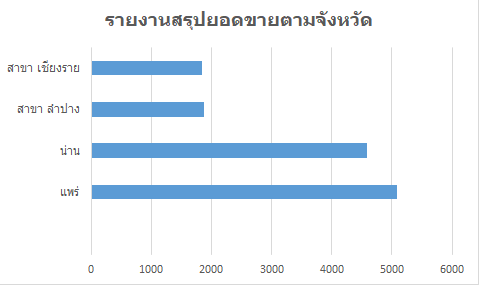 รายงานสรุปยอดขายตามจังหวัด
สาขา เชียงราย
สาขา ลำปาง
น่าน
แพร่
0 1000 2000 3000 4000 5000 6000